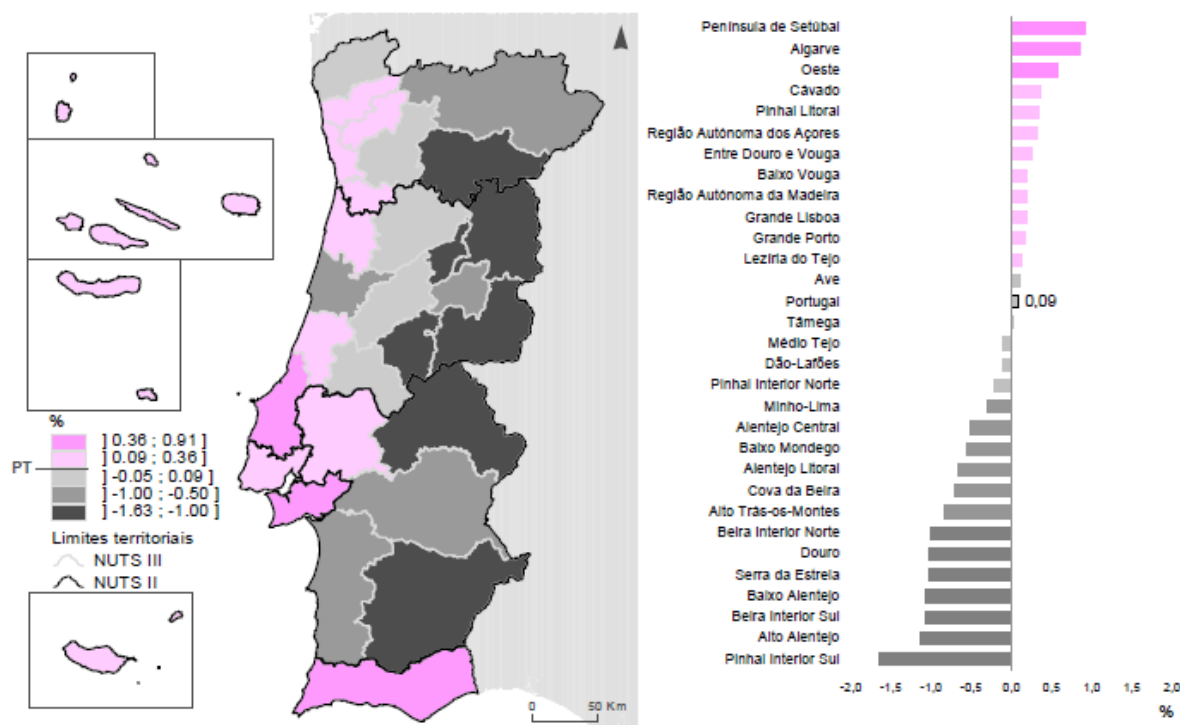 %
] 0.36 ; 0.91 ]
] 0.09 ; 0.36 ]
PT
] -0.05 ; 0.09 ]
] -1.00 ; -0.50 ]
] -1.63 ; -1.00 ]
Limites territoriais
NUTS III
NUTS II
0 50 Km
Península de Setúbal
Algarve
Oeste
Cávado
Pinhal Litoral
Região Autónoma dos Açores
Entre Douro e Vouga
Baixo Vouga
Região Autónoma da Madeira
Grande Lisboa
Grande Porto
Lezíria do Tejo
Ave
Portugal 0,09
Tâmega
Médio Tejo
Dão-Lafões
Pinhal Interior Norte
Minho-Lima
Alentejo Central
Baixo Mondego
Alentejo Litoral
Cova da Beira
Alto Trás-os-Montes
Beira Interior Norte
Douro
Serra da Estrela
Baixo Alentejo
Beira Interior Sul
Alto Alentejo
Pinhal Interior Sul
-2,0 -1,5 -1,0 -0,5 0,0 0,5 1,0 1,5 2,0
%